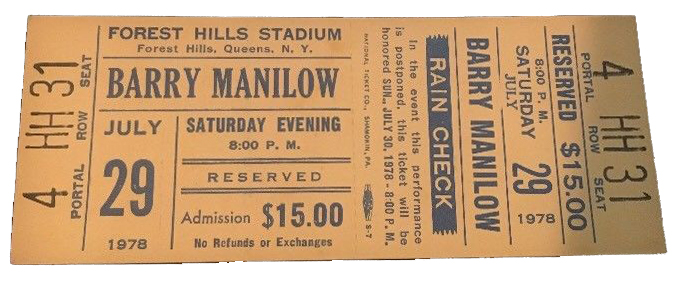 4 HH 31
PORTAL ROW SEAT
FOREST HILLS STADIUM
Forest Hills, Queens, N. Y.
BARRY MANILOW
JULY
29
1978
SATURDAY EVENING
8:00 P. M.
RESERVED
Admission $15.00
No Refunds or Exchanges
NATIONAL TICKET CO., SHAMOKIN, PA.
S-7
In the event this performance
is postponed, this ticket will be
honored SUN., JULY 30, 1978 - 8:00 P. M.
RAIN CHECK
BARRY MANILOW
8:00 P. M.
SATURDAY
JULY
29
1978
RESERVED $15.00
PORTAL ROW SEAT
4 HH 31